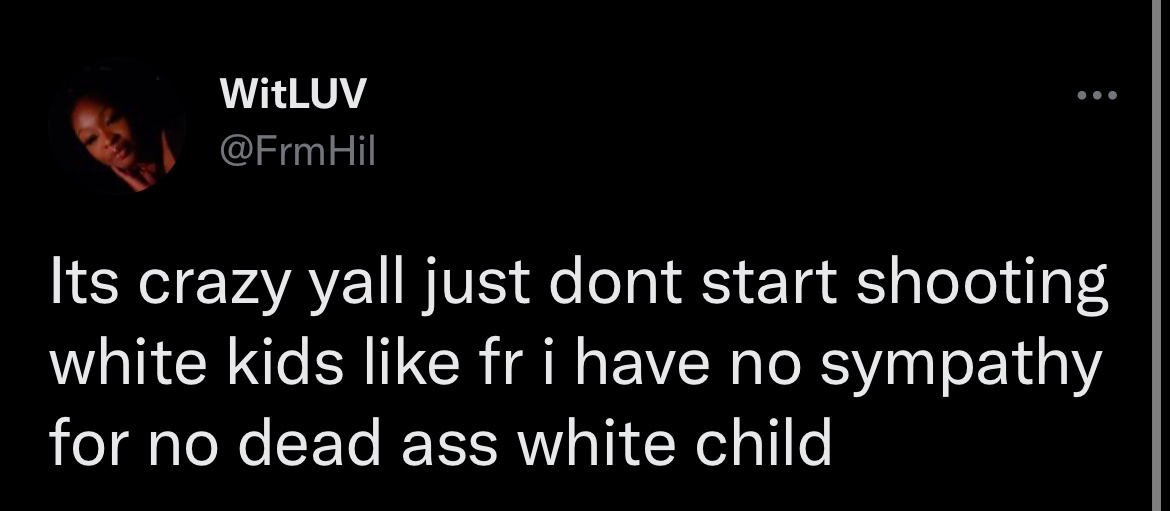 WitLUV
@FrmHil
Its crazy yall just dont start shooting
white kids like fr i have no sympathy
for no dead ass white child